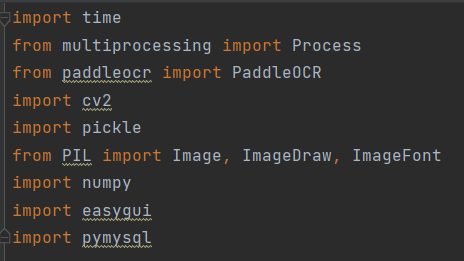 import time
from multiprocessing import Process
from paddleocr import PaddleOCR
import cv2
import pickle
from PIL import Image, ImageDraw, ImageFont
import numpy
import easygui
import pymysql